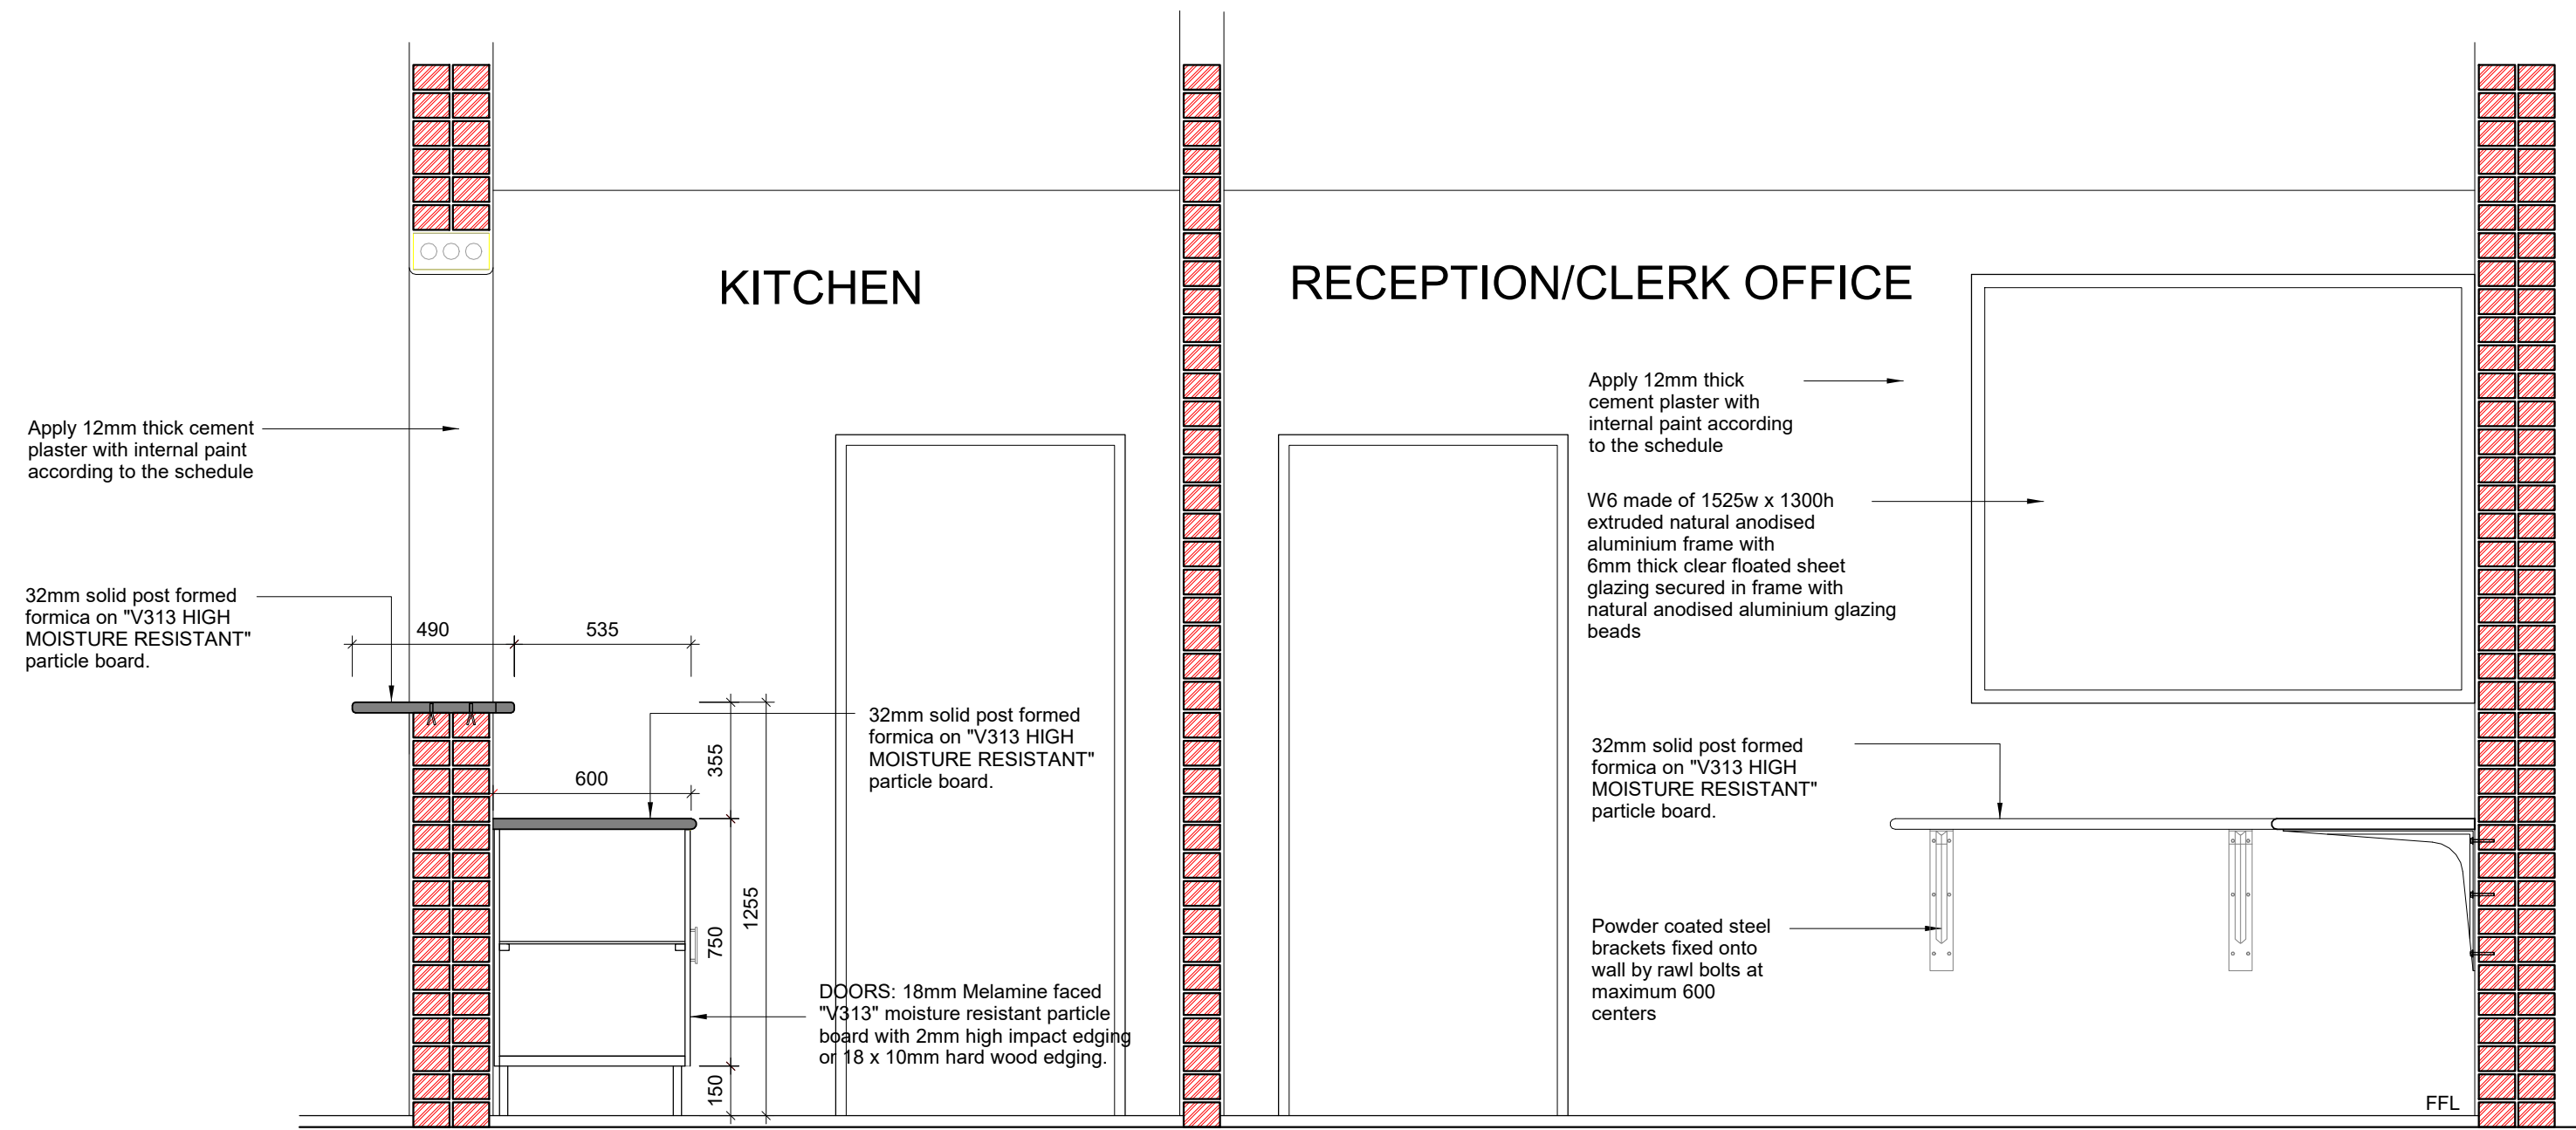 KITCHEN
RECEPTION/CLERK OFFICE
Apply 12mm thick cement
plaster with internal paint
according to the schedule
32mm solid post formed
formica on "V313 HIGH
MOISTURE RESISTANT"
particle board.
490
535
600
355
750
150
1255
32mm solid post formed
formica on "V313 HIGH
MOISTURE RESISTANT"
particle board.
DOORS: 18mm Melamine faced
"V313" moisture resistant particle
board with 2mm high impact edging
or 18 x 10mm hard wood edging.
Apply 12mm thick
cement plaster with
internal paint according
to the schedule
W6 made of 1525w x 1300h
extruded natural anodised
aluminium frame with
6mm thick clear floated sheet
glazing secured in frame with
natural anodised aluminium glazing
beads
32mm solid post formed
formica on "V313 HIGH
MOISTURE RESISTANT"
particle board.
Powder coated steel
brackets fixed onto
wall by rawl bolts at
maximum 600
centers
FFL